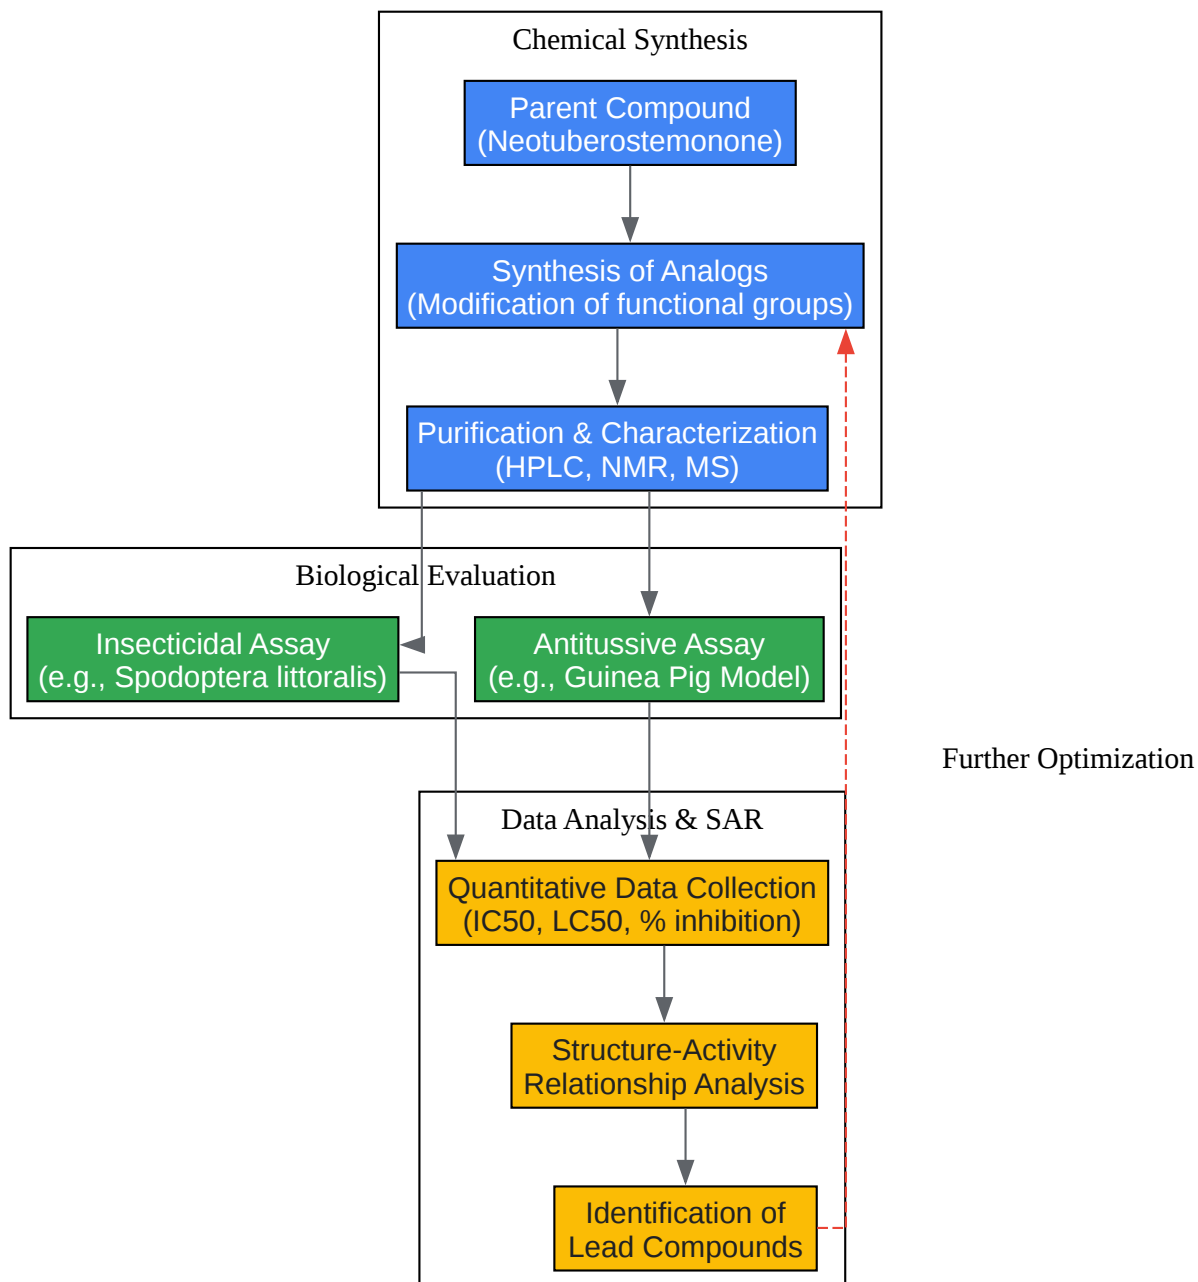 Chemical Synthesis
Parent Compound
(Neotuberostemonone)
Synthesis of Analogs
(Modification of functional groups)
Purification & Characterization
(HPLC, NMR, MS)
Biological Evaluation
Insecticidal Assay
(e.g., Spodoptera littoralis)
Antitussive Assay
(e.g., Guinea Pig Model)
Further Optimization
Data Analysis & SAR
Quantitative Data Collection
(IC50, LC50, % inhibition)
Structure-Activity
Relationship Analysis
Identification of
Lead Compounds